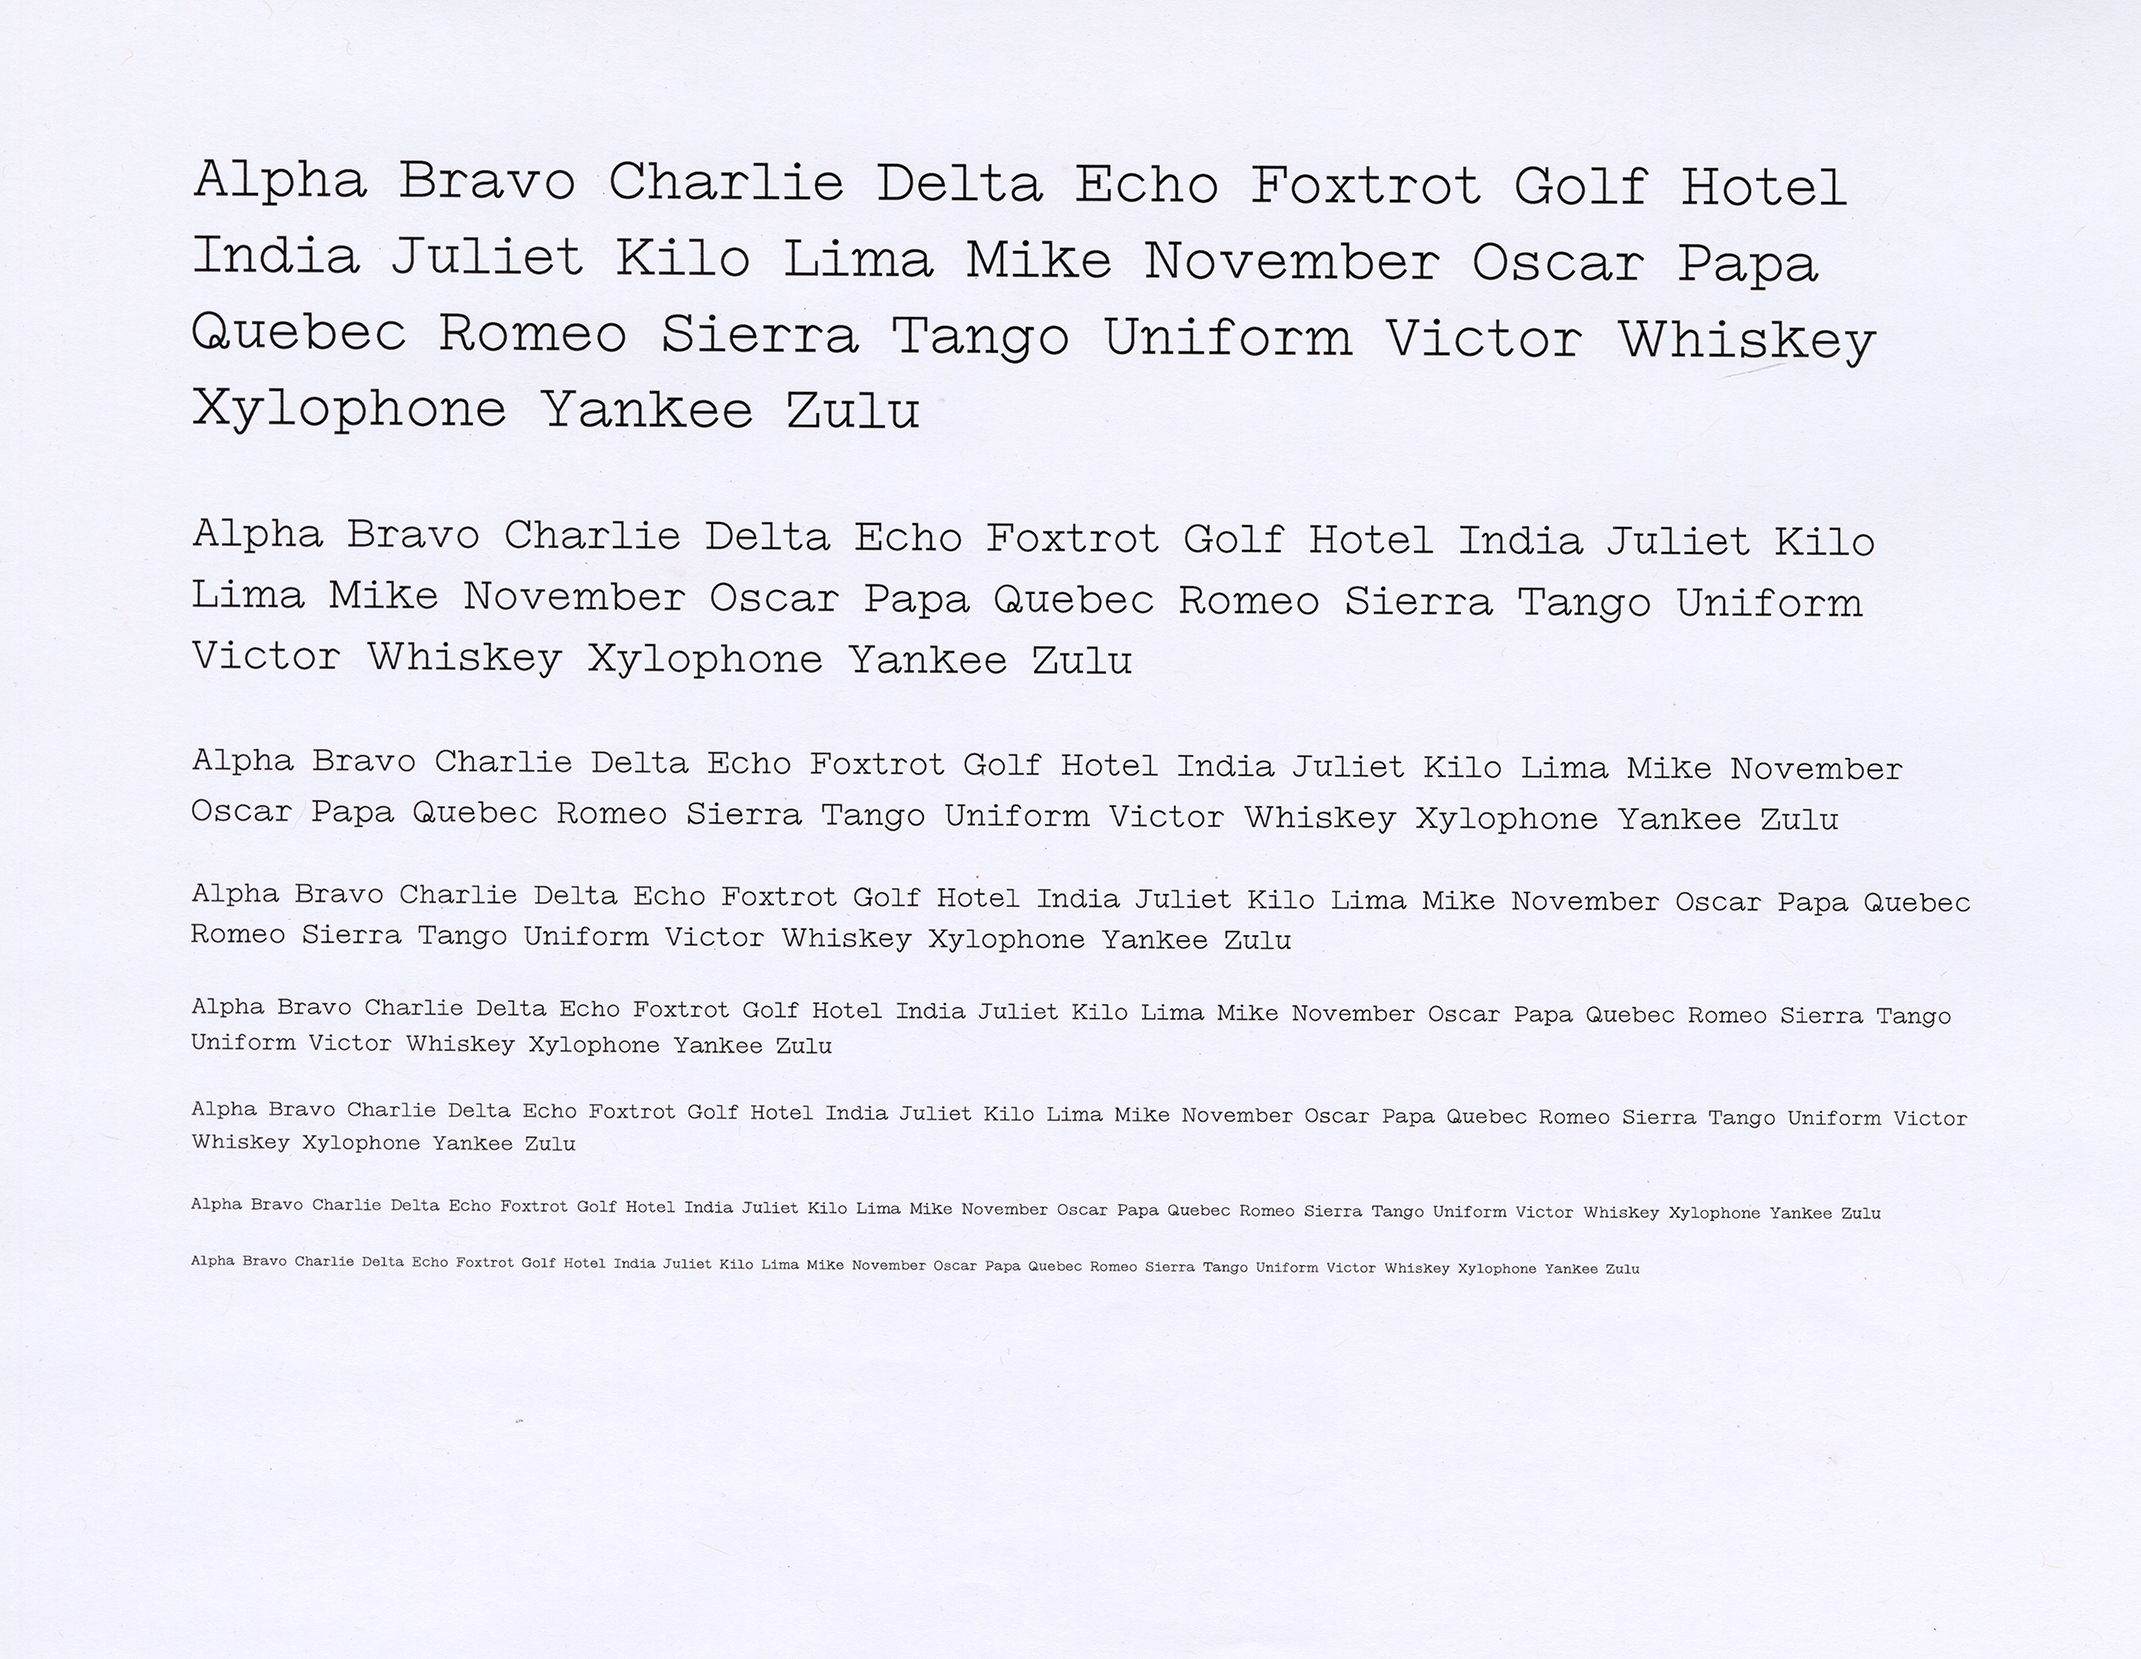 Alpha Bravo Charlie Delta Echo Foxtrot Golf Hotel
India Juliet Kilo Lima Mike November Oscar Papa
Quebec Romeo Sierra Tango Uniform Victor Whiskey
Xylophone Yankee Zulu
Alpha Bravo Charlie Delta Echo Foxtrot Golf Hotel India Juliet Kilo
Lima Mike November Oscar Papa Quebec Romeo Sierra Tango Uniform
Victor Whiskey Xylophone Yankee Zulu
Alpha Bravo Charlie Delta Echo Foxtrot Golf Hotel India Juliet Kilo Lima Mike November
Oscar Papa Quebec Romeo Sierra Tango Uniform Victor Whiskey Xylophone Yankee Zulu
Alpha Bravo Charlie Delta Echo Foxtrot Golf Hotel India Juliet Kilo Lima Mike November Oscar Papa Quebec
Romeo Sierra Tango Uniform Victor Whiskey Xylophone Yankee Zulu
Alpha Bravo Charlie Delta Echo Foxtrot Golf Hotel India Juliet Kilo Lima Mike November Oscar Papa Quebec Romeo Sierra Tango
Uniform Victor Whiskey Xylophone Yankee Zulu
Alpha Bravo Charlie Delta Echo Foxtrot Golf Hotel India Juliet Kilo Lima Mike November Oscar Papa Quebec Romeo Sierra Tango Uniform Victor
Whiskey Xylophone Yankee Zulu
Alpha Bravo Charlie Delta Echo Foxtrot Golf Hotel India Juliet Kilo Lima Mike November Oscar Papa Quebec Romeo Sierra Tango Uniform Victor Whiskey Xylophone Yankee Zulu
Alpha Bravo Charlie Delta Echo Foxtrot Golf Hotel India Juliet Kilo Lima Mike November Oscar Papa Quebec Romeo Sierra Tango Uniform Victor Whiskey Xylophone Yankee Zulu